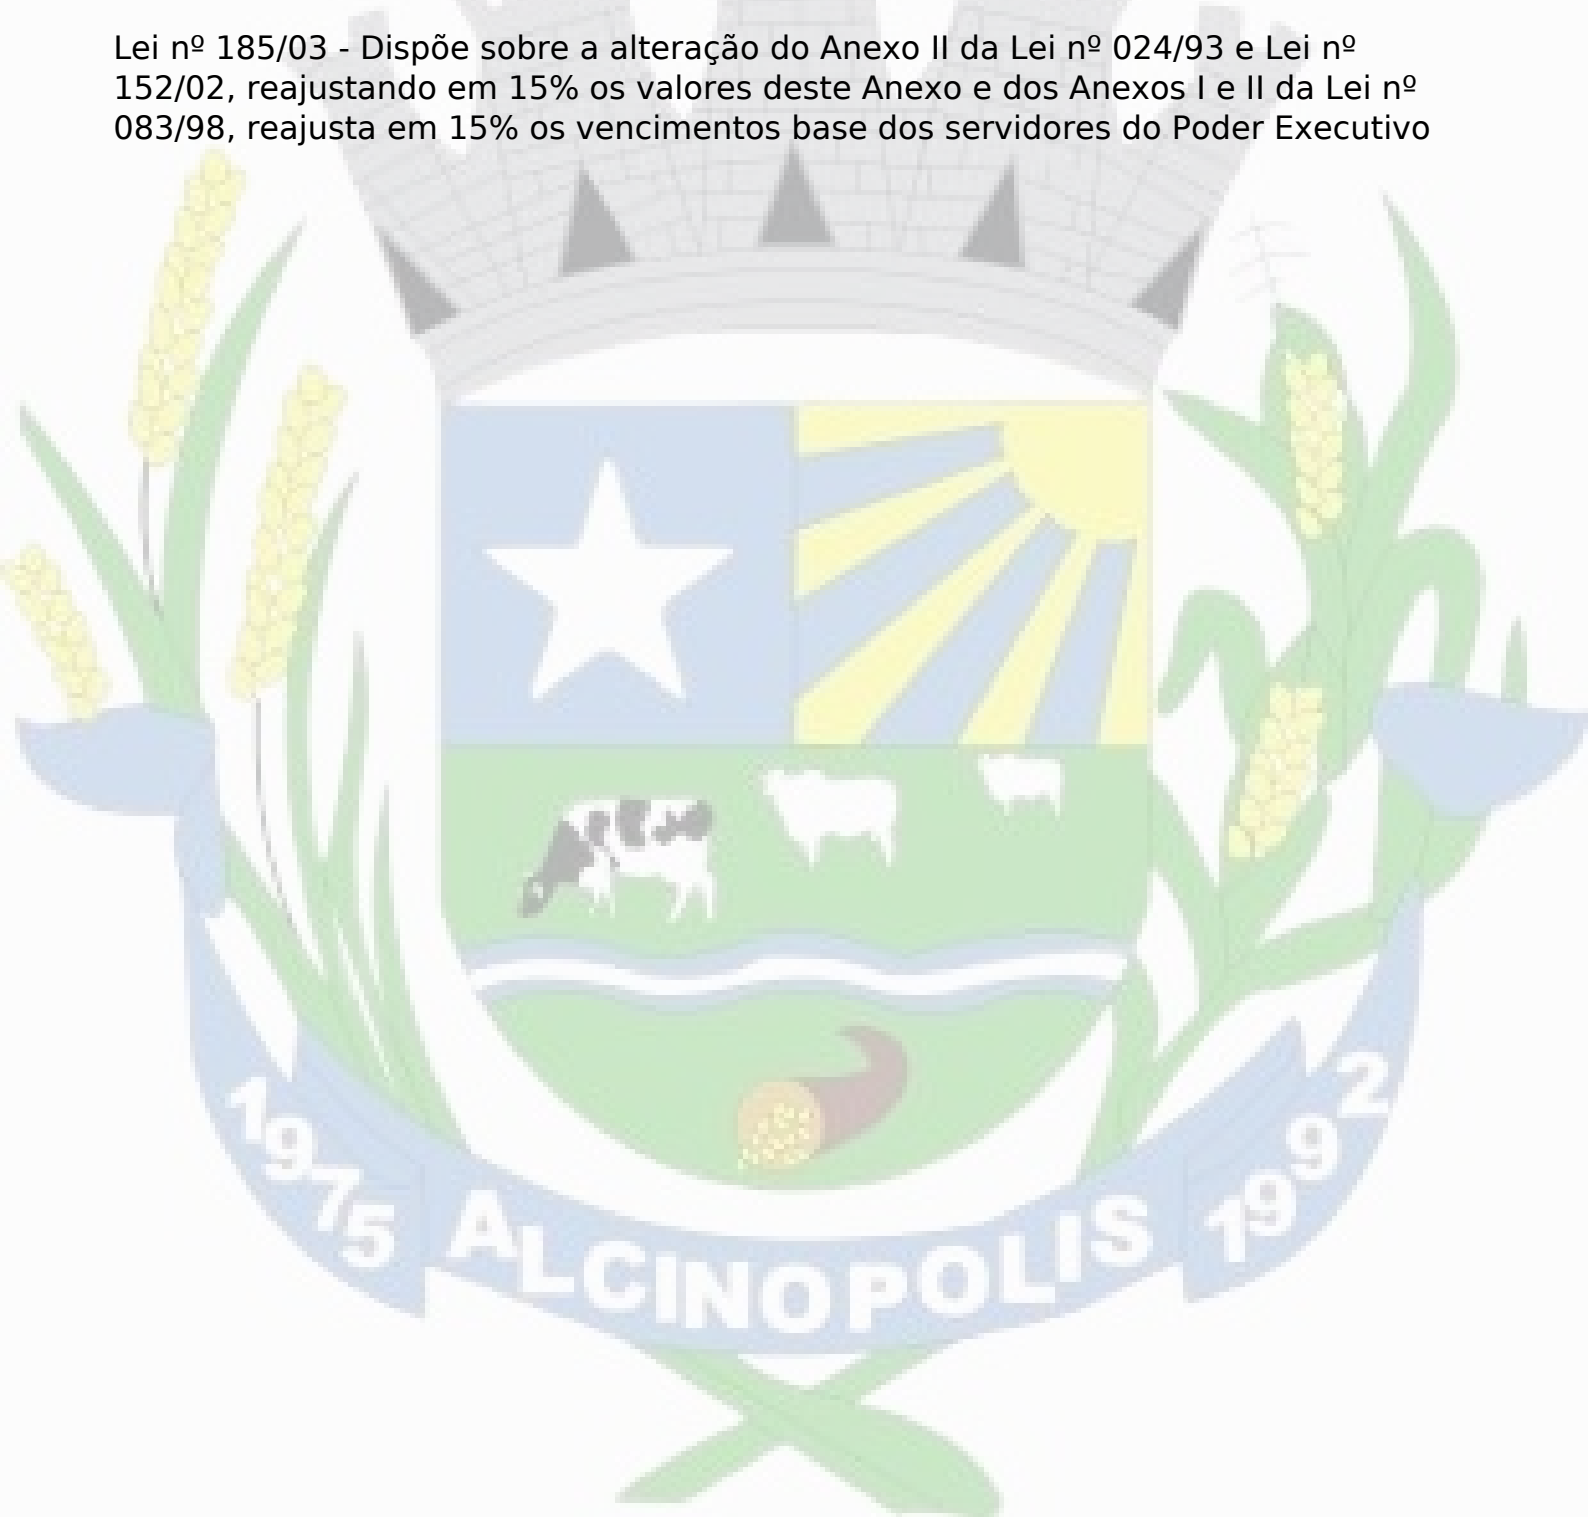 Lei nº 185/03 - Dispõe sobre a alteração do Anexo II da Lei nº 024/93 e Lei nº
152/02, reajustando em 15% os valores deste Anexo e dos Anexos I e II da Lei nº
083/98, reajusta em 15% os vencimentos base dos servidores do Poder Executivo
1975 ALCINOPOLIS 1992